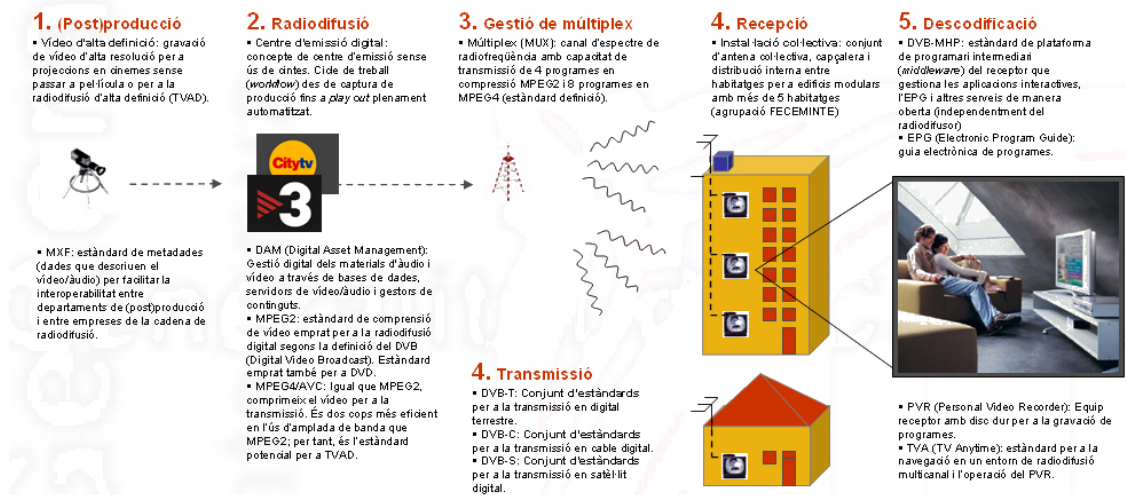 1. (Post)producció
▪ Vídeo d'alta definició: gravació
de vídeo d'alta resolució per a
projeccions en cinemes sense
passar a pel·lícula o per a la
radiodifusió d'alta definició (TVAD).
▪ MXF: estàndard de metadades
(dades que descriuen el
vídeo/àudio) per facilitar la
interoperabilitat entre
departaments de (post)producció
i entre empreses de la cadena de
radiodifusió.
2. Radiodifusió
▪ Centre d'emissió digital:
concepte de centre d'emissió sense
ús de cintes. Cicle de treball
(workflow) des de captura de
producció fins a play out plenament
automatitzat.
Citytv
3
▪ DAM (Digital Asset Management):
Gestió digital dels materials d'àudio i
vídeo a través de bases de dades,
servidors de vídeo/àudio i gestors de
continguts.
▪ MPEG2: estàndard de comprensió
de vídeo emprat per a la radiodifusió
digital segons la definició del DVB
(Digital Video Broadcast). Estàndard
emprat també per a DVD.
▪ MPEG4/AVC: Igual que MPEG2,
comprimeix el vídeo per a la
transmissió. És dos cops més eficient
en l'ús d'amplada de banda que
MPEG2; per tant, és l'estàndard
potencial per a TVAD.
3. Gestió de múltiplex
▪ Múltiplex (MUX): canal d'espectre de
radiofreqüència amb capacitat de
transmissió de 4 programes en
compressió MPEG2 i 8 programes en
MPEG4 (estàndard definició).
4. Transmissió
▪ DVB-T: Conjunt d'estàndards
per a la transmissió en digital
terrestre.
▪ DVB-C: Conjunt d'estàndards
per a la transmissió en cable digital.
▪ DVB-S: Conjunt d'estàndards
per a la transmissió en satèl·lit
digital.
4. Recepció
▪ Instal·lació col·lectiva: conjunt
d'antena col·lectiva, capçalera i
distribució interna entre
habitatges per a edificis modulars
amb més de 5 habitatges
(agrupació FECEMINTE)
5. Descodificació
▪ DVB-MHP: estàndard de plataforma
de programari intermediari
(middleware) del receptor que
gestiona les aplicacions interactives,
l'EPG i altres serveis de manera
oberta (independentment del
radiodifusor)
▪ EPG (Electronic Program Guide):
guia electrònica de programes.
▪ PVR (Personal Video Recorder): Equip
receptor amb disc dur per a la gravació de
programes.
▪ TVA (TV Anytime): estàndard per a la
navegació en un entorn de radiodifusió
multicanal i l'operació del PVR.